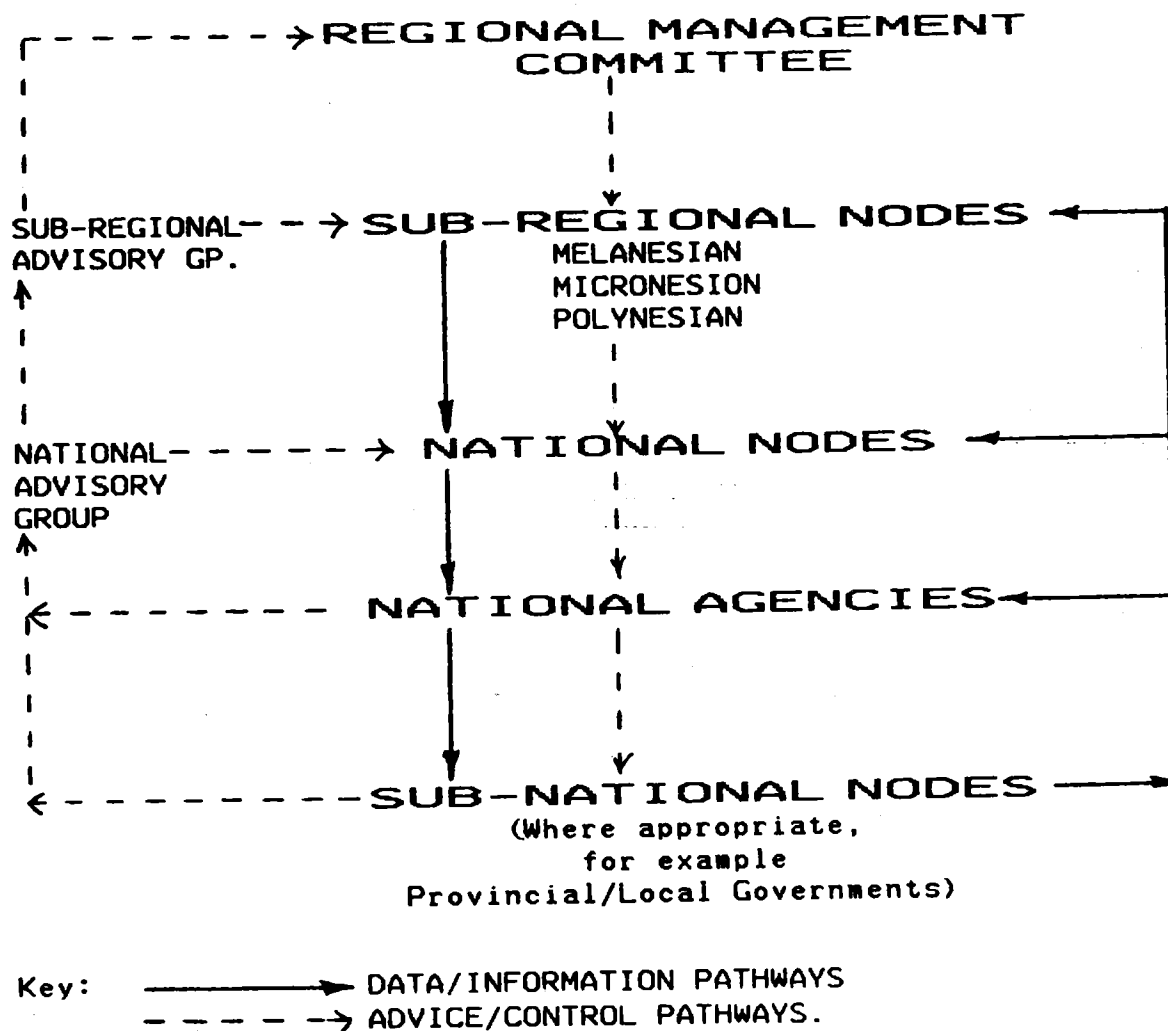 REGIONAL MANAGEMENT
COMMITTEE
SUB-REGIONAL
ADVISORY GP.
SUB-REGIONAL NODES
MELANESIAN
MICRONESION
POLYNESIAN
NATIONAL
ADVISORY
GROUP
NATIONAL NODES
NATIONAL AGENCIES
SUB-NATIONAL NODES
(Where appropriate,
for example
Provincial/Local Governments)
Key:
DATA/INFORMATION PATHWAYS
ADVICE/CONTROL PATHWAYS.